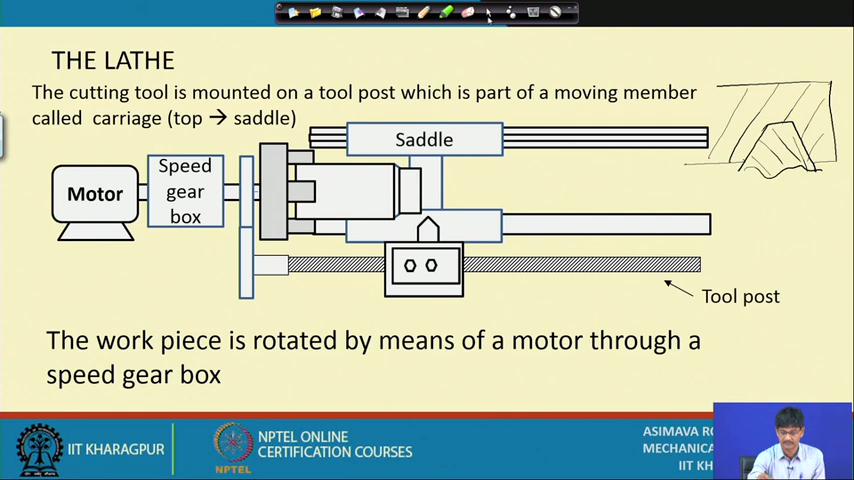 THE LATHE
The cutting tool is mounted on a tool post which is part of a moving member
called carriage (top → saddle)
Saddle
Motor
Speed
gear
box
Tool post
The work piece is rotated by means of a motor through a
speed gear box
IIT KHARAGPUR
NPTEL
NPTEL ONLINE
CERTIFICATION COURSES
ASIMAVA RO
MECHANICA
IIT KH